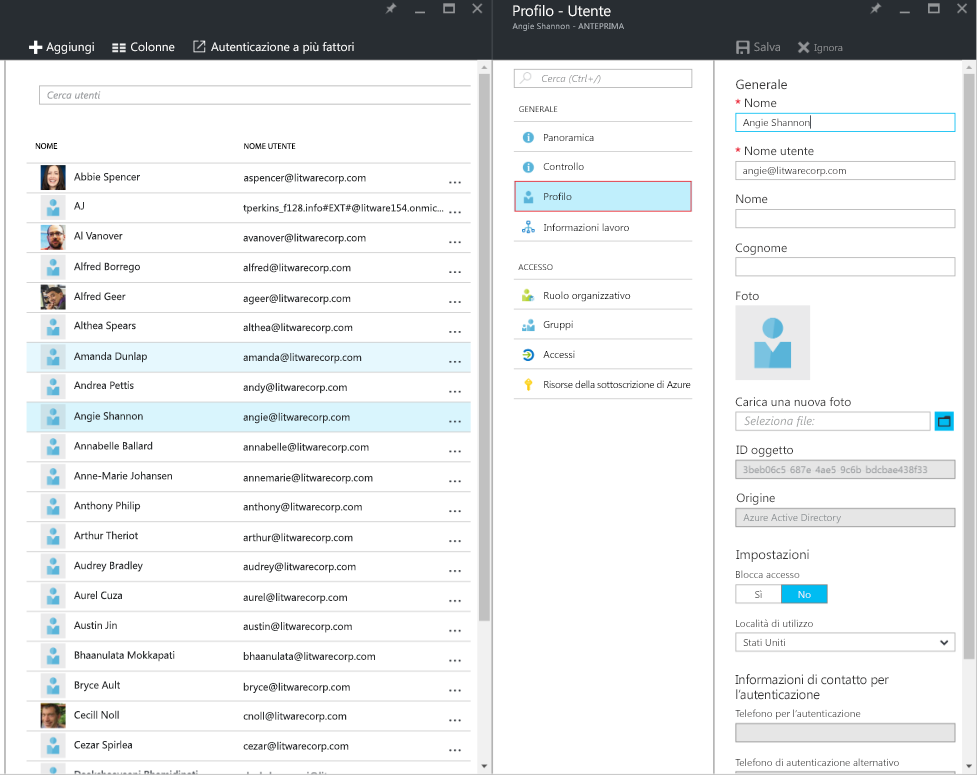 Aggiungi
Colonne
Autenticazione a più fattori
Cerca utenti
NOME
NOME UTENTE
Abbie Spencer
aspencer@litwarecorp.com
...
AJ
tperkins_f128.info#EXT#@litware154.onmic...
...
Al Vanover
avanover@litwarecorp.com
...
Alfred Borrego
alfred@litwarecorp.com
...
Alfred Geer
ageer@litwarecorp.com
...
Althea Spears
althea@litwarecorp.com
...
Amanda Dunlap
amanda@litwarecorp.com
...
Andrea Pettis
andy@litwarecorp.com
...
Angie Shannon
angie@litwarecorp.com
...
Annabelle Ballard
annabelle@litwarecorp.com
...
Anne-Marie Johansen
annemarie@litwarecorp.com
...
Anthony Philip
anthony@litwarecorp.com
...
Arthur Theriot
arthur@litwarecorp.com
...
Audrey Bradley
audrey@litwarecorp.com
...
Aurel Cuza
aurel@litwarecorp.com
...
Austin Jin
austin@litwarecorp.com
...
Bhaanulata Mokkapati
bhaanulata@litwarecorp.com
...
Bryce Ault
bryce@litwarecorp.com
...
Cecill Noll
cnoll@litwarecorp.com
...
Cezar Spirlea
cezar@litwarecorp.com
...
Profilo - Utente
Angie Shannon - ANTEPRIMA
Salva
Ignora
Cerca (Ctrl+/)
GENERALE
Panoramica
Controllo
Profilo
Informazioni lavoro
ACCESSO
Ruolo organizzativo
Gruppi
Accessi
Risorse della sottoscrizione di Azure
Generale
* Nome
Angie Shannon
* Nome utente
angie@litwarecorp.com
Nome
Cognome
Foto
Carica una nuova foto
Seleziona file:
ID oggetto
3beb06c5 687e 4ae5 9c6b bdcbae438f33
Origine
Azure Active Directory
Impostazioni
Blocca accesso
Sì
No
Località di utilizzo
Stati Uniti
Informazioni di contatto per
l'autenticazione
Telefono per l'autenticazione
Telefono di autenticazione alternativo